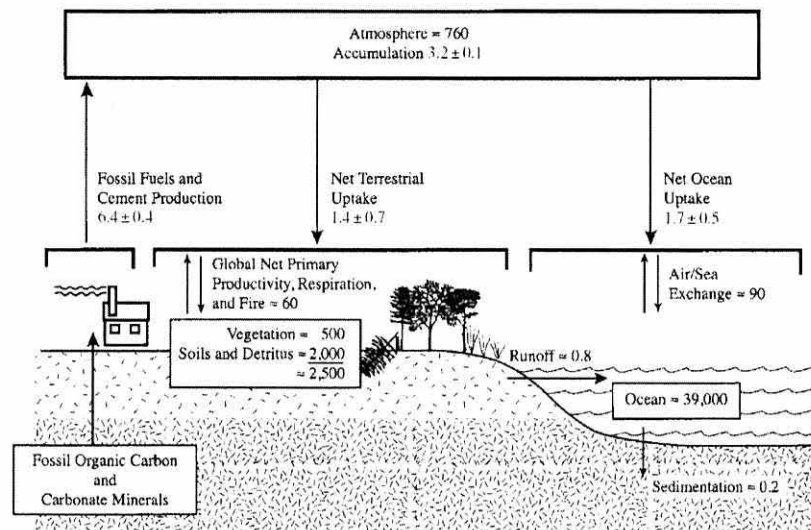 Atmosphere ≈ 760
Accumulation 3.2 ± 0.1
Fossil Fuels and
Cement Production
6.4 ± 0.4
Net Terrestrial
Uptake
1.4 ± 0.7
Net Ocean
Uptake
1.7 ± 0.5
Global Net Primary
Productivity, Respiration,
and Fire ≈ 60
Air/Sea
Exchange ≈ 90
Vegetation ≈ 500
Soils and Detritus ≈ 2,000
≈ 2,500
Runoff ≈ 0.8
Ocean ≈ 39,000
Fossil Organic Carbon
and
Carbonate Minerals
Sedimentation ≈ 0.2